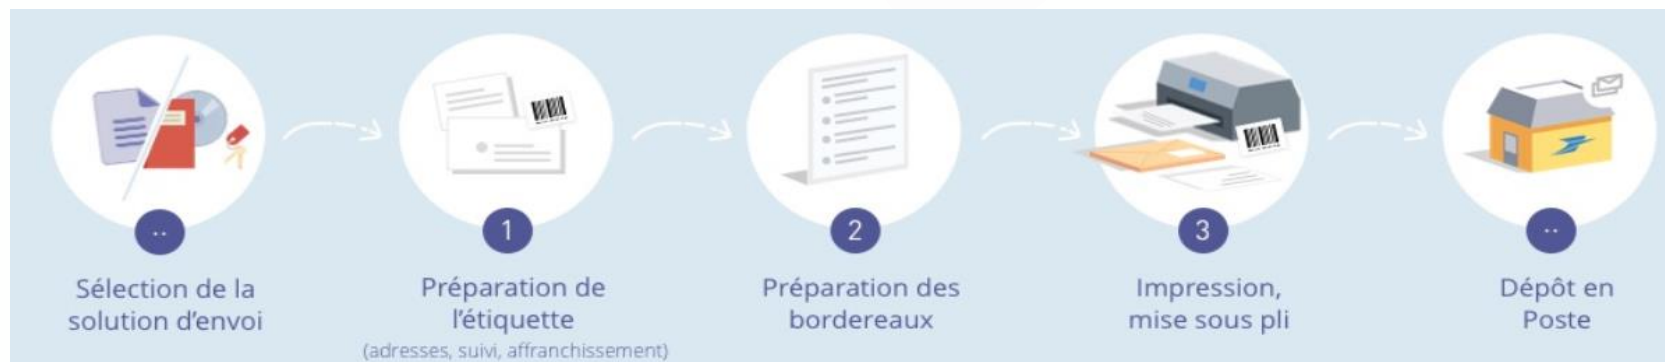 ..
Sélection de la
solution d’envoi
1
Préparation de
l’étiquette
(adresses, suivi, affranchissement)
2
Préparation des
bordereaux
3
Impression,
mise sous pli
..
Dépôt en
Poste